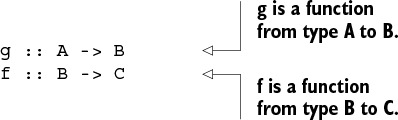 g is a function
from type A to B.
g :: A -> B
f :: B -> C
f is a function
from type B to C.